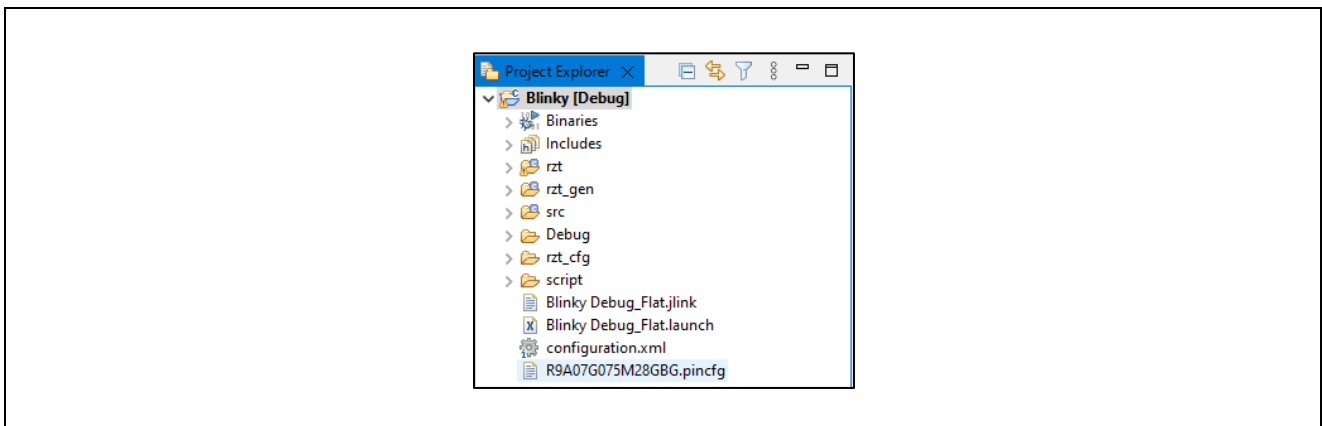 Project Explorer
Blinky [Debug]
Binaries
Includes
rzt
rzt_gen
src
Debug
rzt_cfg
script
Blinky Debug_Flat.jlink
Blinky Debug_Flat.launch
configuration.xml
R9A07G075M28GBG.pincfg